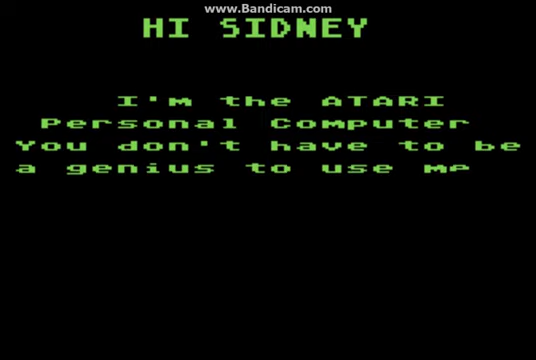 www.Bandicam.com
HI SIDNEY
I'm the ATARI
Personal Computer
You don't have to be
a genius to use me